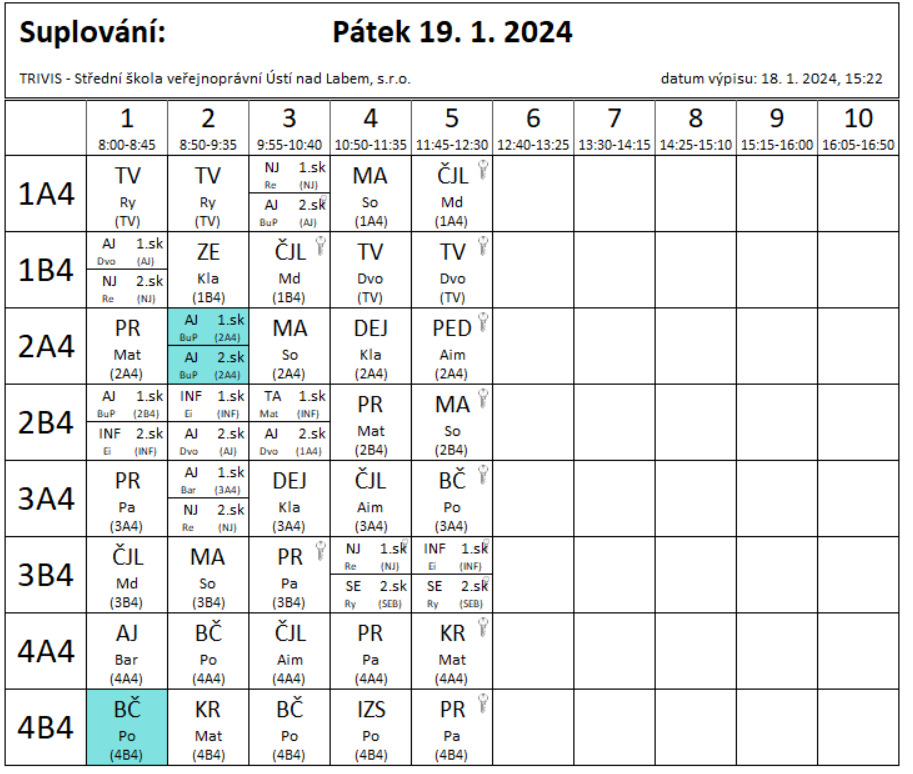 Suplování: Pátek 19. 1. 2024
TRIVIS - Střední škola veřejnoprávní Ústí nad Labem, s.r.o. datum výpisu: 18. 1. 2024, 15:22
1 2 3 4 5 6 7 8 9 10
8:00-8:45 8:50-9:35 9:55-10:40 10:50-11:35 11:45-12:30 12:40-13:25 13:30-14:15 14:25-15:10 15:15-16:00 16:05-16:50
1A4
TV
Ry
(TV)
TV
Ry
(TV)
NJ 1.sk
Re (NJ)
AJ 2.sk
BuP (AJ)
MA
So
(1A4)
ČJL
Md
(1A4)
1B4
AJ 1.sk
Dvo (AJ)
NJ 2.sk
Re (NJ)
ZE
Kla
(1B4)
ČJL
Md
(1B4)
TV
Dvo
(TV)
TV
Dvo
(TV)
2A4
PR
Mat
(2A4)
AJ 1.sk
BuP (2A4)
AJ 2.sk
BuP (2A4)
MA
So
(2A4)
DEJ
Kla
(2A4)
PED
Aim
(2A4)
2B4
AJ 1.sk
BuP (2B4)
INF 2.sk
Ei (INF)
INF 1.sk
Ei (INF)
AJ 2.sk
Dvo (AJ)
TA 1.sk
Mat (INF)
AJ 2.sk
Dvo (1A4)
PR
Mat
(2B4)
MA
So
(2B4)
3A4
PR
Pa
(3A4)
AJ 1.sk
Bar (3A4)
NJ 2.sk
Re (NJ)
DEJ
Kla
(3A4)
ČJL
Aim
(3A4)
BČ
Po
(3A4)
3B4
ČJL
Md
(3B4)
MA
So
(3B4)
PR
Pa
(3B4)
NJ 1.sk
Re (NJ)
SE 2.sk
Ry (SEB)
INF 1.sk
Ei (INF)
SE 2.sk
Ry (SEB)
4A4
AJ
Bar
(4A4)
BČ
Po
(4A4)
ČJL
Aim
(4A4)
PR
Pa
(4A4)
KR
Mat
(4A4)
4B4
BČ
Po
(4B4)
KR
Mat
(4B4)
BČ
Po
(4B4)
IZS
Po
(4B4)
PR
Pa
(4B4)